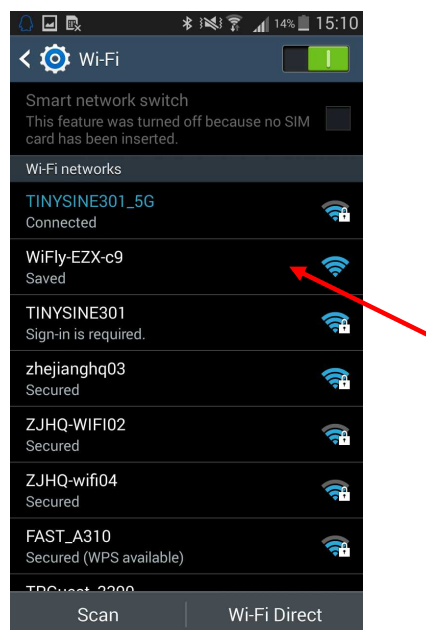 14% 15:10
Wi-Fi
Smart network switch
This feature was turned off because no SIM
card has been inserted.
Wi-Fi networks
TINYSINE301_5G
Connected
WiFly-EZX-c9
Saved
TINYSINE301
Sign-in is required.
zhejianghq03
Secured
ZJHQ-WIFI02
Secured
ZJHQ-wifi04
Secured
FAST_A310
Secured (WPS available)
Scan Wi-Fi Direct